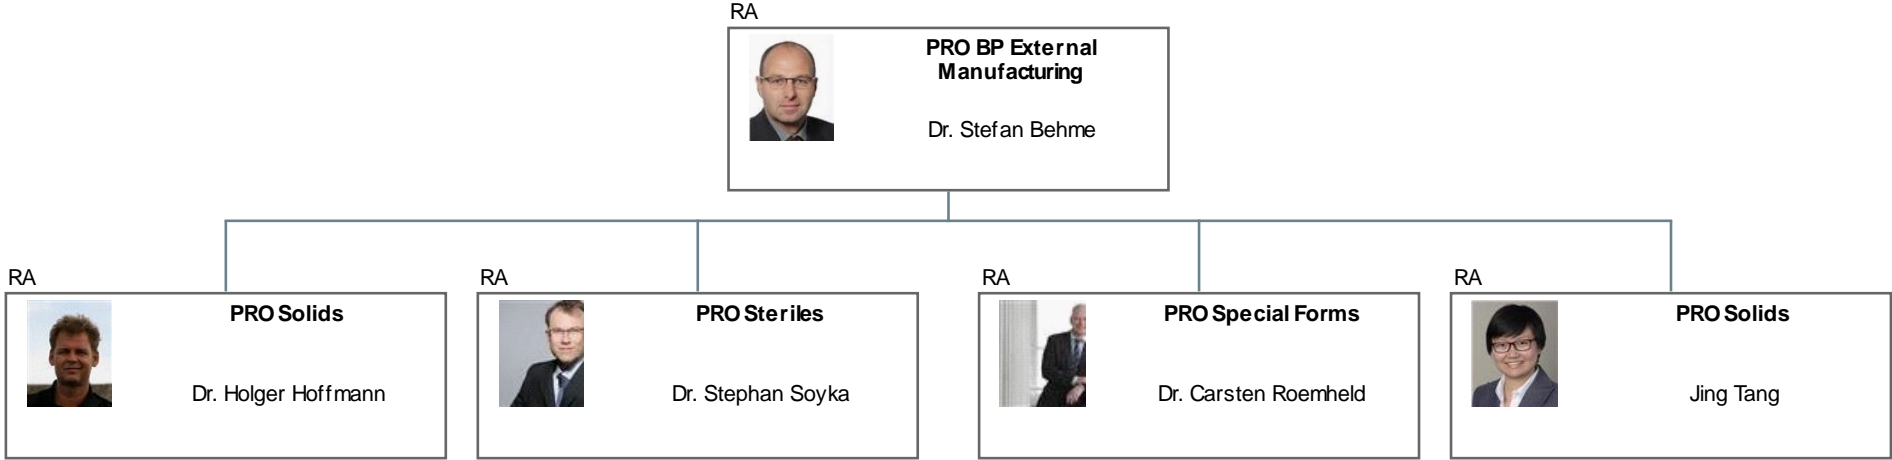 RA
PRO BP External
Manufacturing
Dr. Stefan Behme
RA
PRO Solids
Dr. Holger Hoffmann
RA
PRO Steriles
Dr. Stephan Soyka
RA
PRO Special Forms
Dr. Carsten Roemheld
RA
PRO Solids
Jing Tang